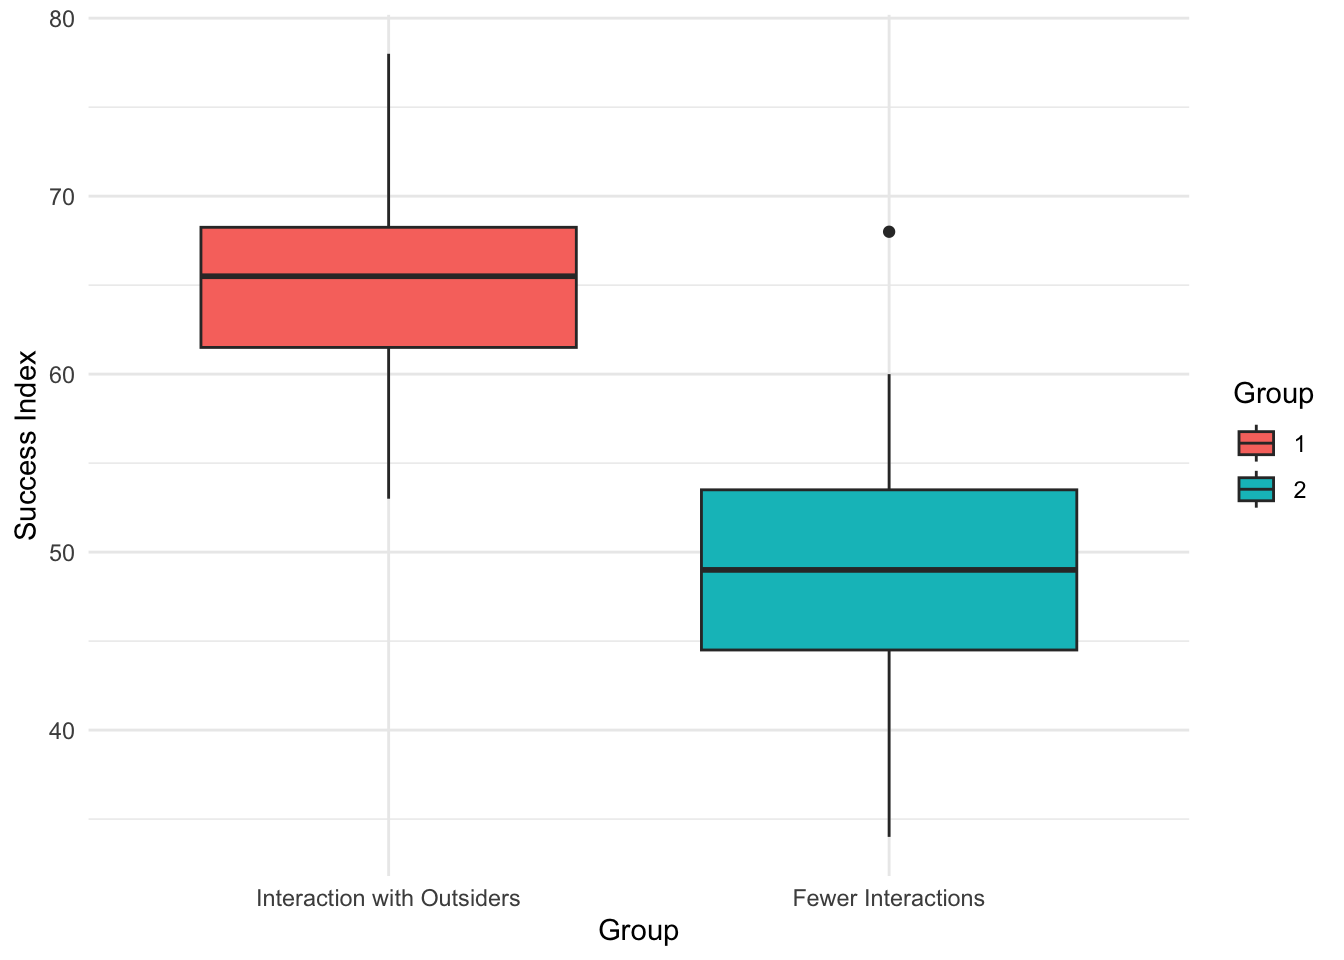 80
70
60
50
40
Success Index
Interaction with Outsiders
Fewer Interactions
Group
Group
1
2